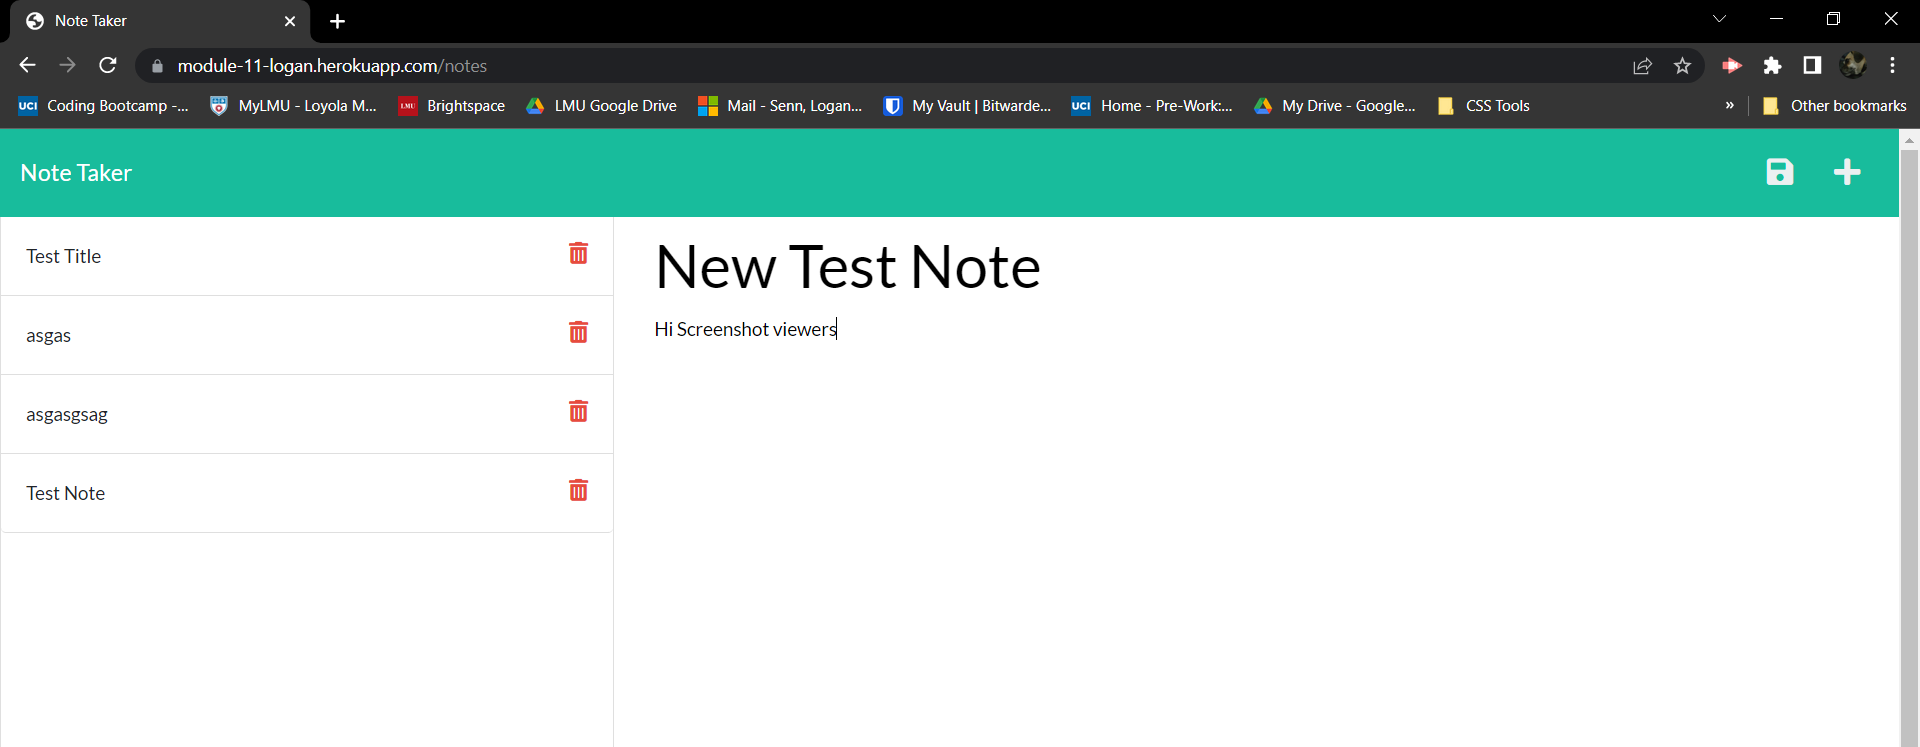 Note Taker
module-11-logan.herokuapp.com/notes
UCI Coding Bootcamp -... MyLMU - Loyola M... LMU Brightspace LMU Google Drive Mail - Senn, Logan... My Vault | Bitwarde... UCI Home - Pre-Work:... My Drive - Google... CSS Tools » Other bookmarks
Note Taker
Test Title
asgas
asgasgsag
Test Note
New Test Note
Hi Screenshot viewers